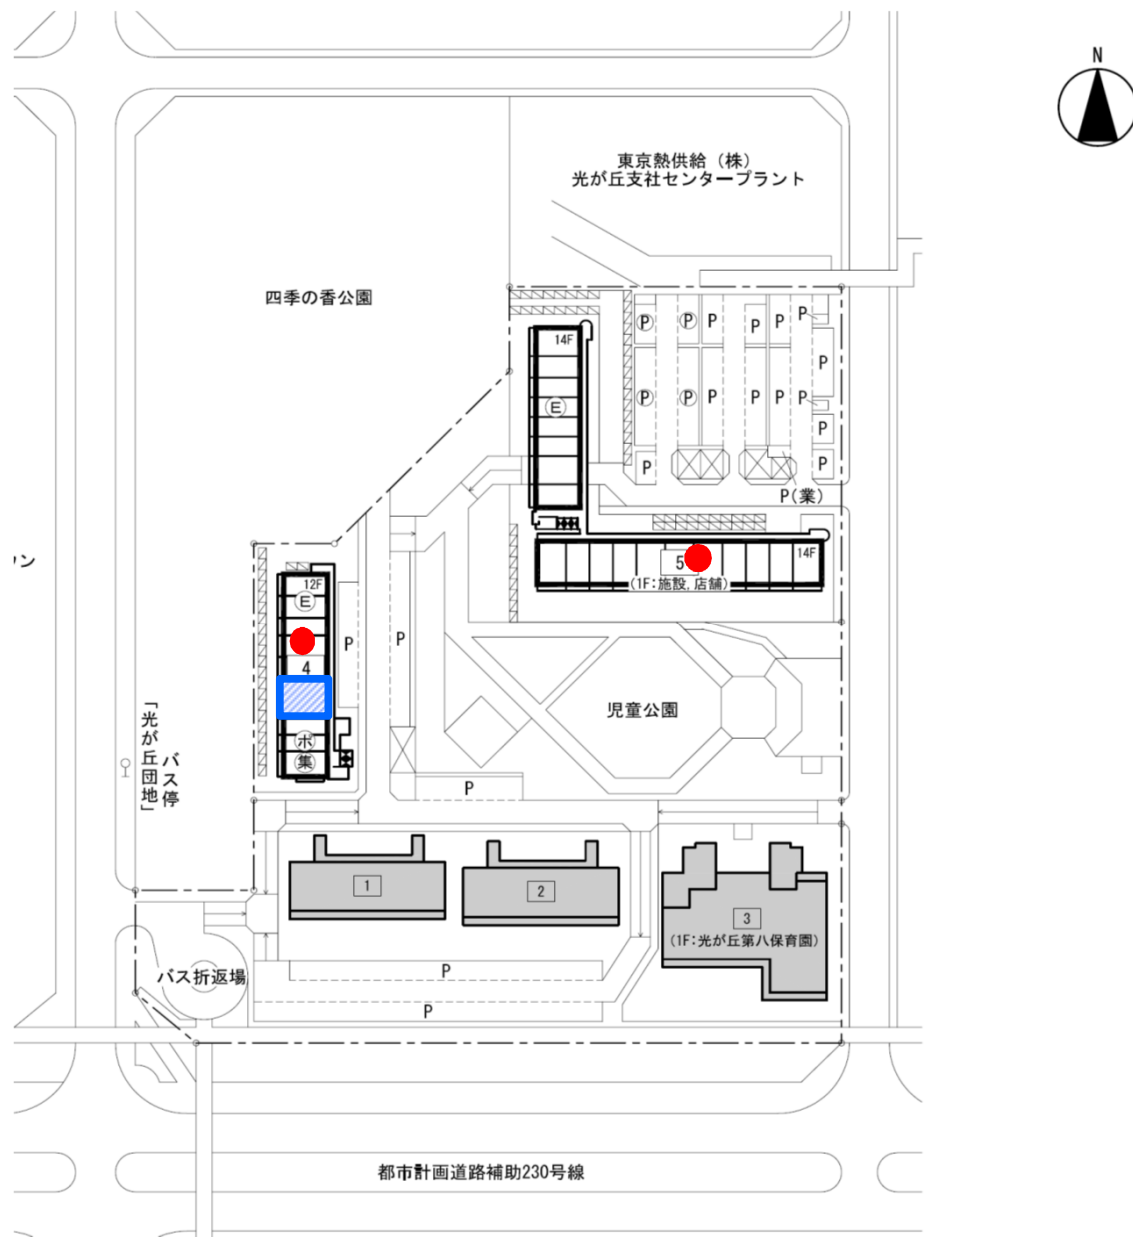 N
東京熱供給（株）
光が丘支社センタープラント
四季の香公園
P
P
P
P
P
P
14F
P
E
P
P
P
P
P
P
P
P
P
P(業)
ン
5
14F
(1F:施設,店舗)
12F
E
P
P
4
児童公園
「光が丘団地」
バス停
ポ
集
P
1
2
3
(1F:光が丘第八保育園)
バス折返場
P
P
都市計画道路補助230号線